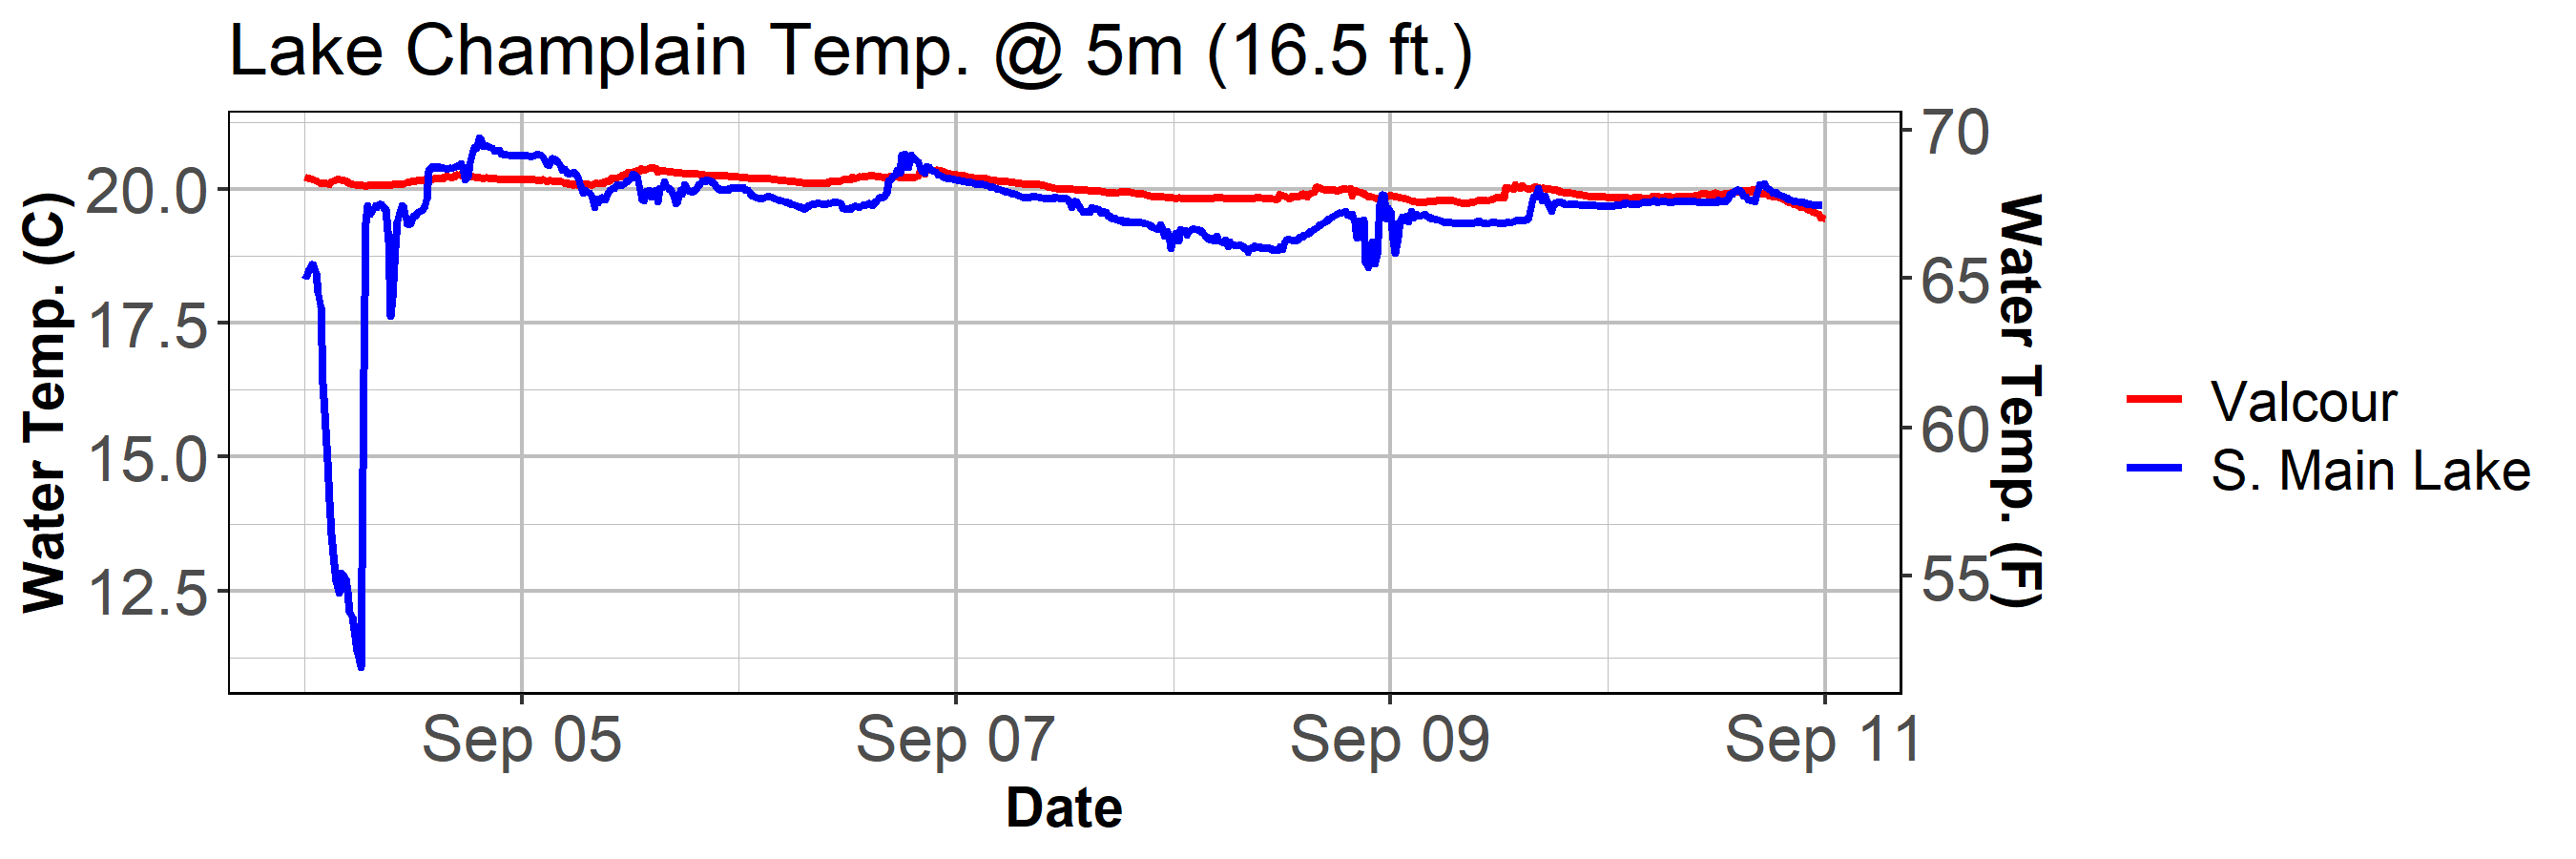 Lake Champlain Temp. @ 5m (16.5 ft.)
Water Temp. (C)
20.0
17.5
15.0
12.5
70
65
60
55
Water Temp. (F)
Sep 05
Sep 07
Sep 09
Sep 11
Date
Valcour
S. Main Lake